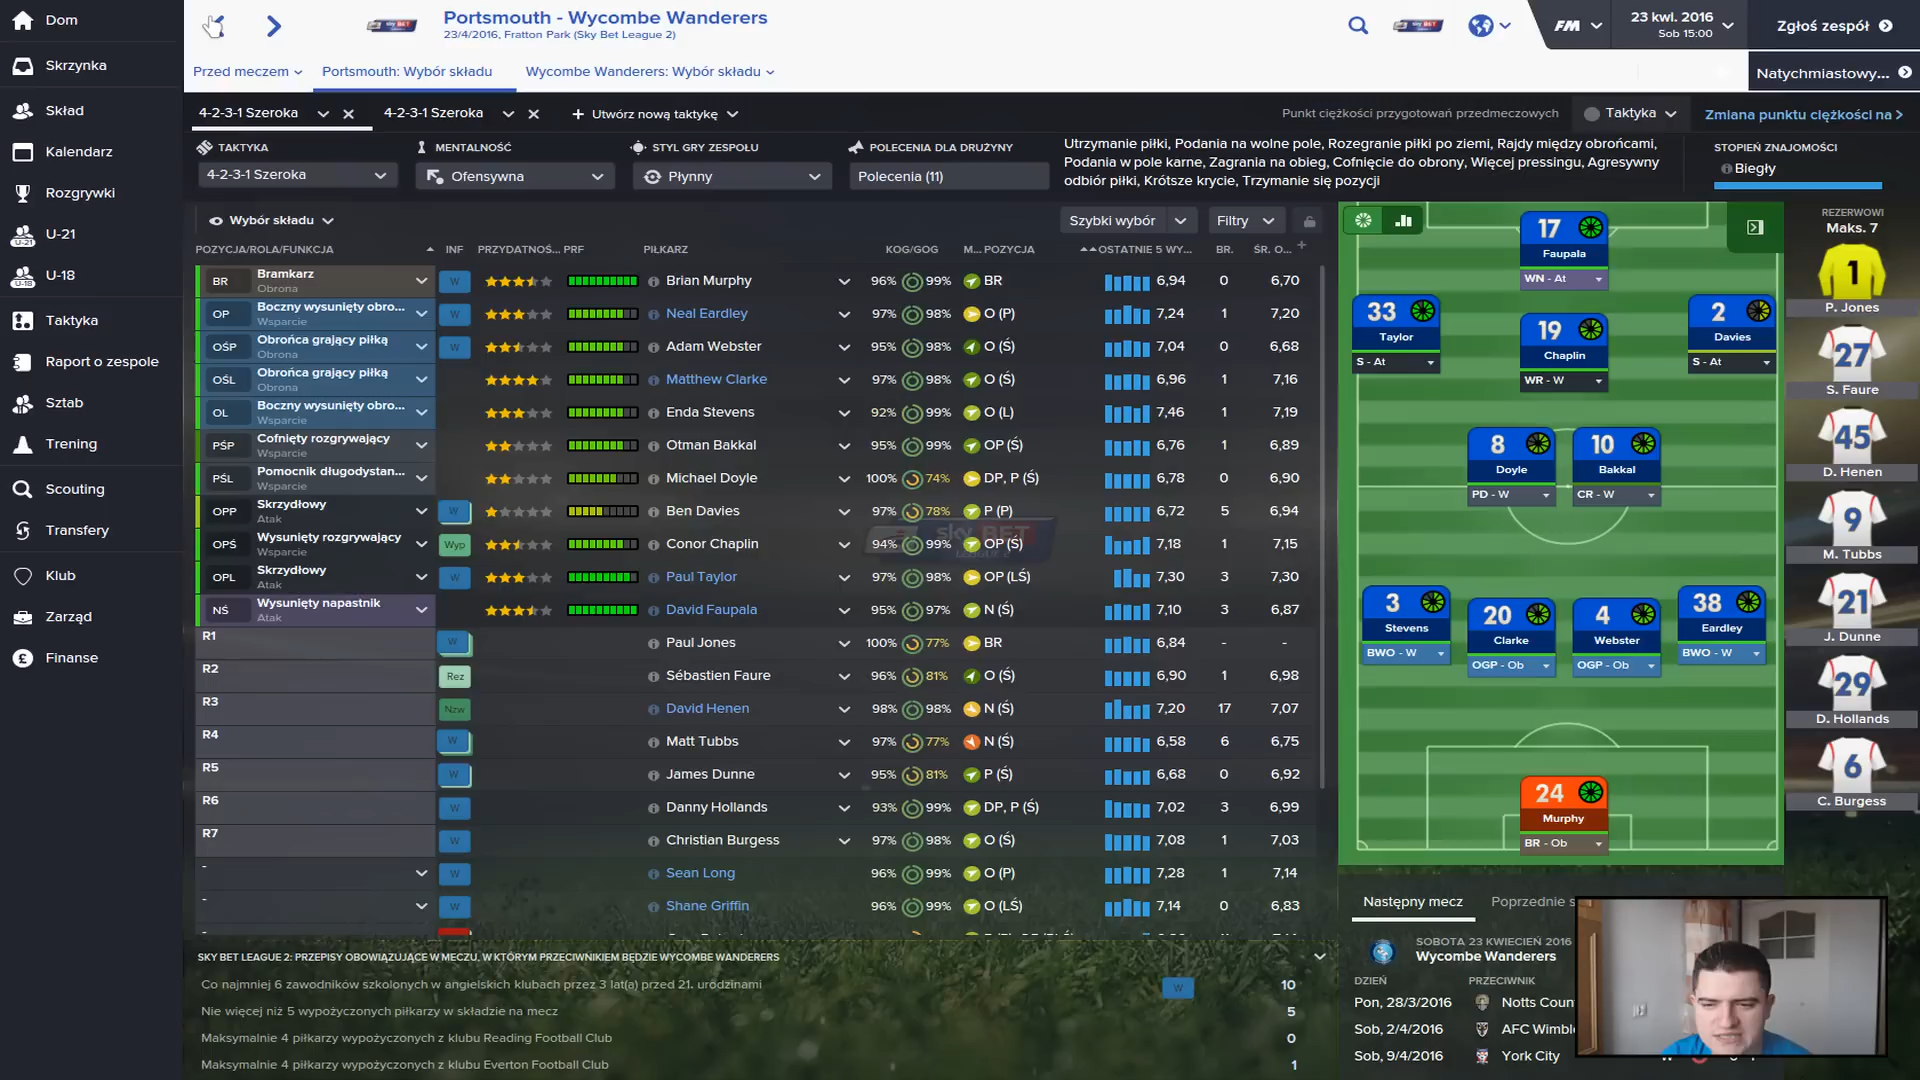 Dom
Skrzynka
Skład
Kalendarz
Rozgrywki
U-21
U-18
Taktyka
Raport o zespole
Sztab
Trening
Scouting
Transfery
Klub
Zarząd
Finanse
Portsmouth - Wycombe Wanderers
23/4/2016, Fratton Park (Sky Bet League 2)
FM
23 kwi. 2016
Sob 15:00
Zgłoś zespół
Przed meczem
Portsmouth: Wybór składu
Wycombe Wanderers: Wybór składu
Natychmiastowy...
4-2-3-1 Szeroka
4-2-3-1 Szeroka
Utwórz nową taktykę
Punkt ciężkości przygotowań przedmeczowych
Taktyka
Zmiana punktu ciężkości na >
TAKTYKA
MENTALNOŚĆ
STYL GRY ZESPOŁU
POLECENIA DLA DRUŻYNY
4-2-3-1 Szeroka
Ofensywna
Płynny
Polecenia (11)
Utrzymanie piłki, Podania na wolne pole, Rozegranie piłki po ziemi, Rajdy między obrońcami,
Podania w pole karne, Zagrania na obieg, Cofnięcie do obrony, Więcej pressingu, Agresywny
odbiór piłki, Krótsze krycie, Trzymanie się pozycji
STOPIEŃ ZNAJOMOŚCI
Biegły
Wybór składu
Szybki wybór
Filtry
POZYCJA/ROLA/FUNKCJA INF PRZYDATNOŚ... PRF PIŁKARZ KOG/GOG M... POZYCJA OSTATNIE 5 WY... BR. ŚR. O...
BR Bramkarz Obrona W Brian Murphy 96% 99% BR 6,94 0 6,70
OP Boczny wysunięty obro... Wsparcie W Neal Eardley 97% 98% O (P) 7,24 1 7,20
OŚP Obrońca grający piłką Obrona W Adam Webster 95% 98% O (Ś) 7,04 0 6,68
OŚL Obrońca grający piłką Obrona Matthew Clarke 97% 98% O (Ś) 6,96 1 7,16
OL Boczny wysunięty obro... Wsparcie Enda Stevens 92% 99% O (L) 7,46 1 7,19
PŚP Cofnięty rozgrywający Wsparcie Otman Bakkal 95% 99% OP (Ś) 6,76 1 6,89
PŚL Pomocnik długodystan... Wsparcie Michael Doyle 100% 74% DP, P (Ś) 6,78 0 6,90
OPP Skrzydłowy Atak W Ben Davies 97% 78% P (P) 6,72 5 6,94
OPŚ Wysunięty rozgrywający Wsparcie Wyp Conor Chaplin 94% 99% OP (Ś) 7,18 1 7,15
OPL Skrzydłowy Atak W Paul Taylor 97% 98% OP (LŚ) 7,30 3 7,30
NŚ Wysunięty napastnik Atak David Faupala 95% 97% N (Ś) 7,10 3 6,87
R1 W Paul Jones 100% 77% BR 6,84 - -
R2 Rez Sébastien Faure 96% 81% O (Ś) 6,90 1 6,98
R3 Nzw David Henen 98% 98% N (Ś) 7,20 17 7,07
R4 W Matt Tubbs 97% 77% N (Ś) 6,58 6 6,75
R5 W James Dunne 95% 81% P (Ś) 6,68 0 6,92
R6 W Danny Hollands 93% 99% DP, P (Ś) 7,02 3 6,99
R7 W Christian Burgess 97% 98% O (Ś) 7,08 1 7,03
- W Sean Long 96% 99% O (P) 7,28 1 7,14
- W Shane Griffin 96% 99% O (LŚ) 7,14 0 6,83
17
Faupala
WN - At
33
Taylor
S - At
19
Chaplin
WR - W
2
Davies
S - At
8
Doyle
PD - W
10
Bakkal
CR - W
3
Stevens
BWO - W
20
Clarke
OGP - Ob
4
Webster
OGP - Ob
38
Eardley
BWO - W
24
Murphy
BR - Ob
REZERWOWI
Maks. 7
1
P. Jones
27
S. Faure
45
D. Henen
9
M. Tubbs
21
J. Dunne
29
D. Hollands
6
C. Burgess
SKY BET LEAGUE 2: PRZEPISY OBOWIĄZUJĄCE W MECZU, W KTÓRYM PRZECIWNIKIEM BĘDZIE WYCOMBE WANDERERS
Co najmniej 6 zawodników szkolonych w angielskich klubach przez 3 lat(a) przed 21. urodzinami W 10
Nie więcej niż 5 wypożyczonych piłkarzy w składzie na mecz 5
Maksymalnie 4 piłkarzy wypożyczonych z klubu Reading Football Club 0
Maksymalnie 4 piłkarzy wypożyczonych z klubu Everton Football Club 1
Następny mecz
Poprzednie s
SOBOTA 23 KWIECIEŃ 2016
Wycombe Wanderers
DZIEŃ PRZECIWNIK
Pon, 28/3/2016 Notts Coun
Sob, 2/4/2016 AFC Wimbl
Sob, 9/4/2016 York City